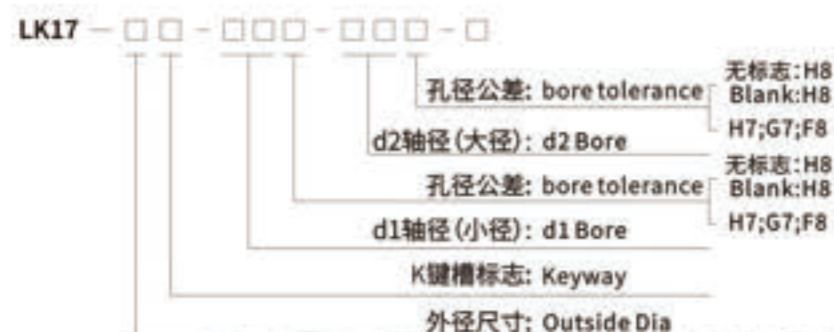 LK17 - □□ - □□□ - □□□ - □
孔径公差: bore tolerance
无标志:H8
Blank:H8
H7;G7;F8
d2轴径(大径): d2 Bore
孔径公差: bore tolerance
无标志:H8
Blank:H8
H7;G7;F8
d1轴径(小径): d1 Bore
K键槽标志: Keyway
外径尺寸: Outside Dia